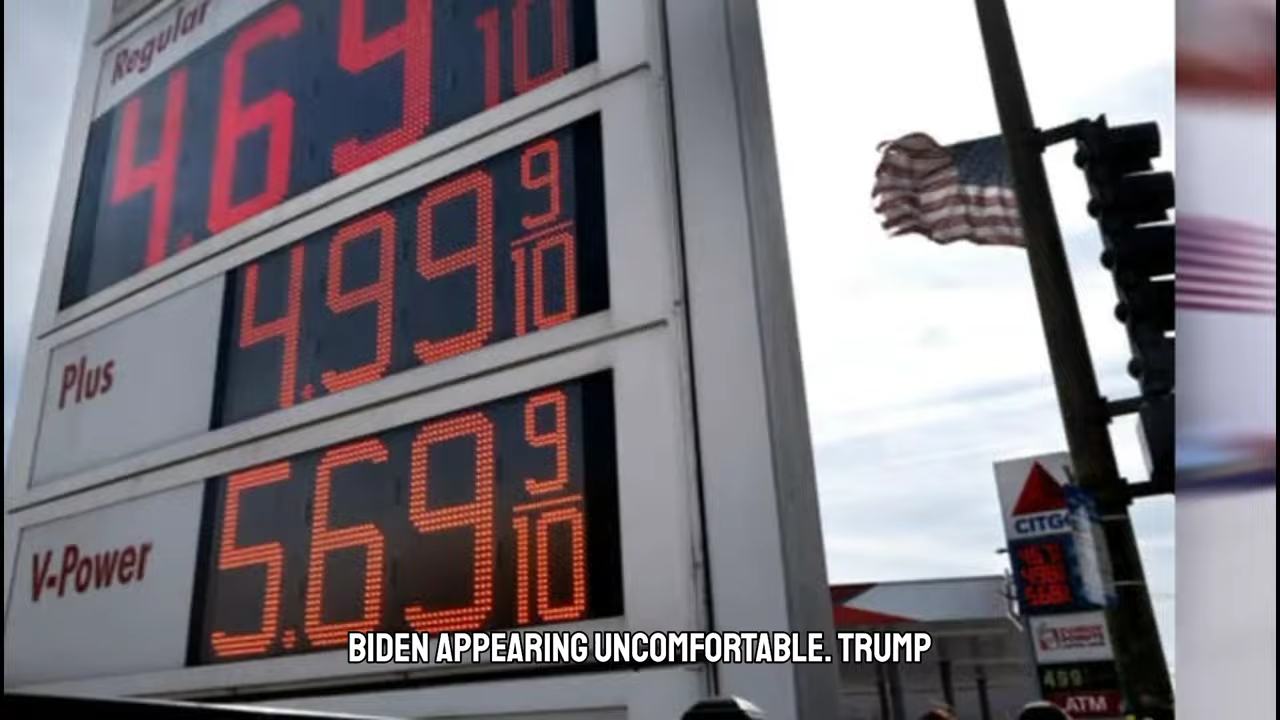 Regular
4.69
10
4.99 9/10
Plus
5.69 9/10
V-Power
CITGO
499
ATM
BIDEN APPEARING UNCOMFORTABLE. TRUMP